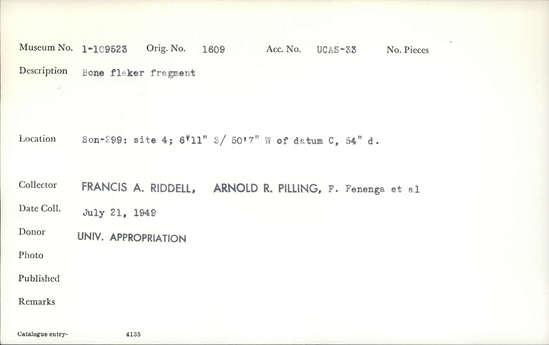 Museum No. 1-109523 Orig. No. 1609 Acc. No. UCAS-33 No. Pieces
Description Bone flaker fragment
Location Son-299: site 4; 6'11" S/ 50'7" W of datum C, 54" d.
Collector FRANCIS A. RIDDELL, ARNOLD R. PILLING, F. Fenenga et al
Date Coll. July 21, 1949
Donor UNIV. APPROPRIATION
Photo
Published
Remarks
Catalogue entry- 4135